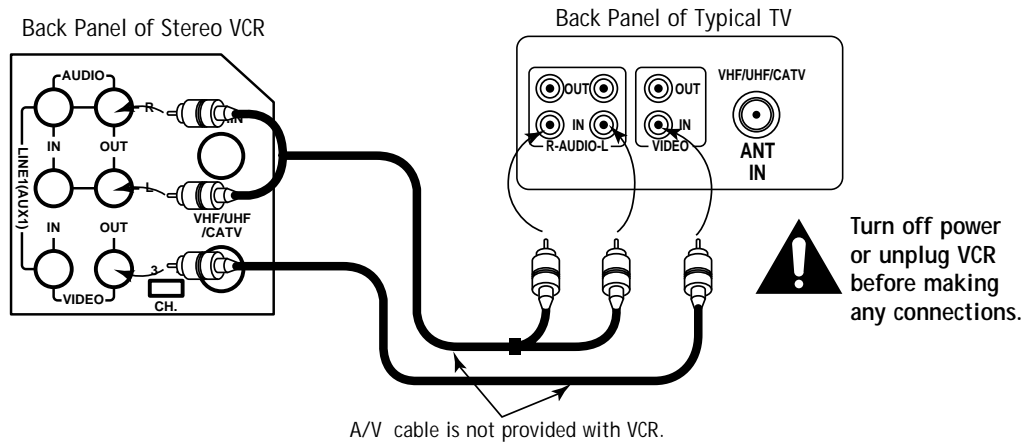 Back Panel of Stereo VCR
AUDIO
R
IN
OUT
L
LINE1(AUX1)
IN
OUT
VHF/UHF
/CATV
3
VIDEO
CH.
Back Panel of Typical TV
OUT
OUT
VHF/UHF/CATV
IN
IN
R-AUDIO-L
VIDEO
ANT
IN
Turn off power
or unplug VCR
before making
any connections.
A/V cable is not provided with VCR.